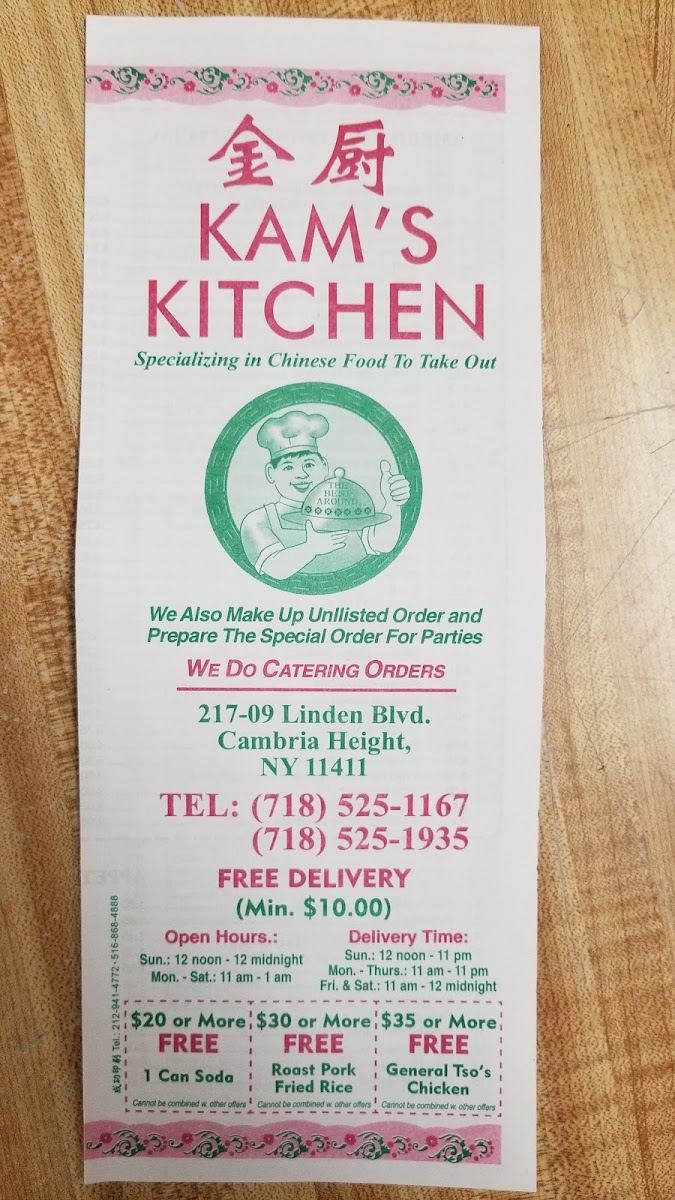 金厨
KAM'S
KITCHEN
Specializing in Chinese Food To Take Out
THE
BEST
AROUND
We Also Make Up Unllisted Order and
Prepare The Special Order For Parties
WE DO CATERING ORDERS
217-09 Linden Blvd.
Cambria Height,
NY 11411
TEL: (718) 525-1167
(718) 525-1935
FREE DELIVERY
(Min. $10.00)
Open Hours.:
Sun.: 12 noon - 12 midnight
Mon. - Sat.: 11 am - 1 am
Delivery Time:
Sun.: 12 noon - 11 pm
Mon. - Thurs.: 11 am - 11 pm
Fri. & Sat.: 11 am - 12 midnight
$20 or More
FREE
1 Can Soda
Cannot be combined w. other offers
$30 or More
FREE
Roast Pork
Fried Rice
Cannot be combined w. other offers
$35 or More
FREE
General Tso's
Chicken
Cannot be combined w. other offers
成功印刷 Tel.: 212-941-4772 · 516-868-4888